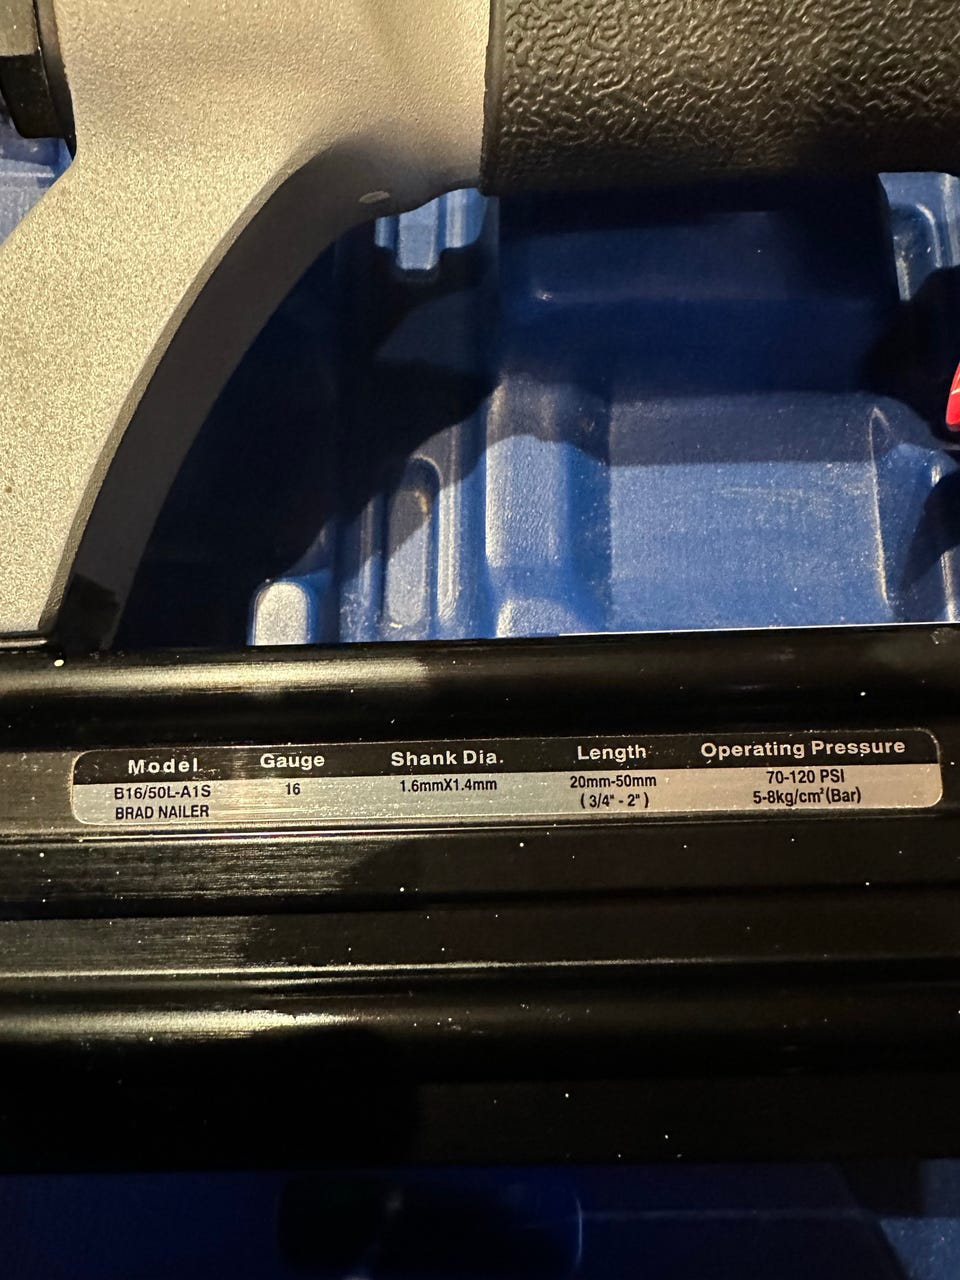 Model Gauge Shank Dia. Length Operating Pressure
B16/50L-A1S 16 1.6mmX1.4mm 20mm-50mm 70-120 PSI
BRAD NAILER (3/4" - 2") 5-8kg/cm²(Bar)